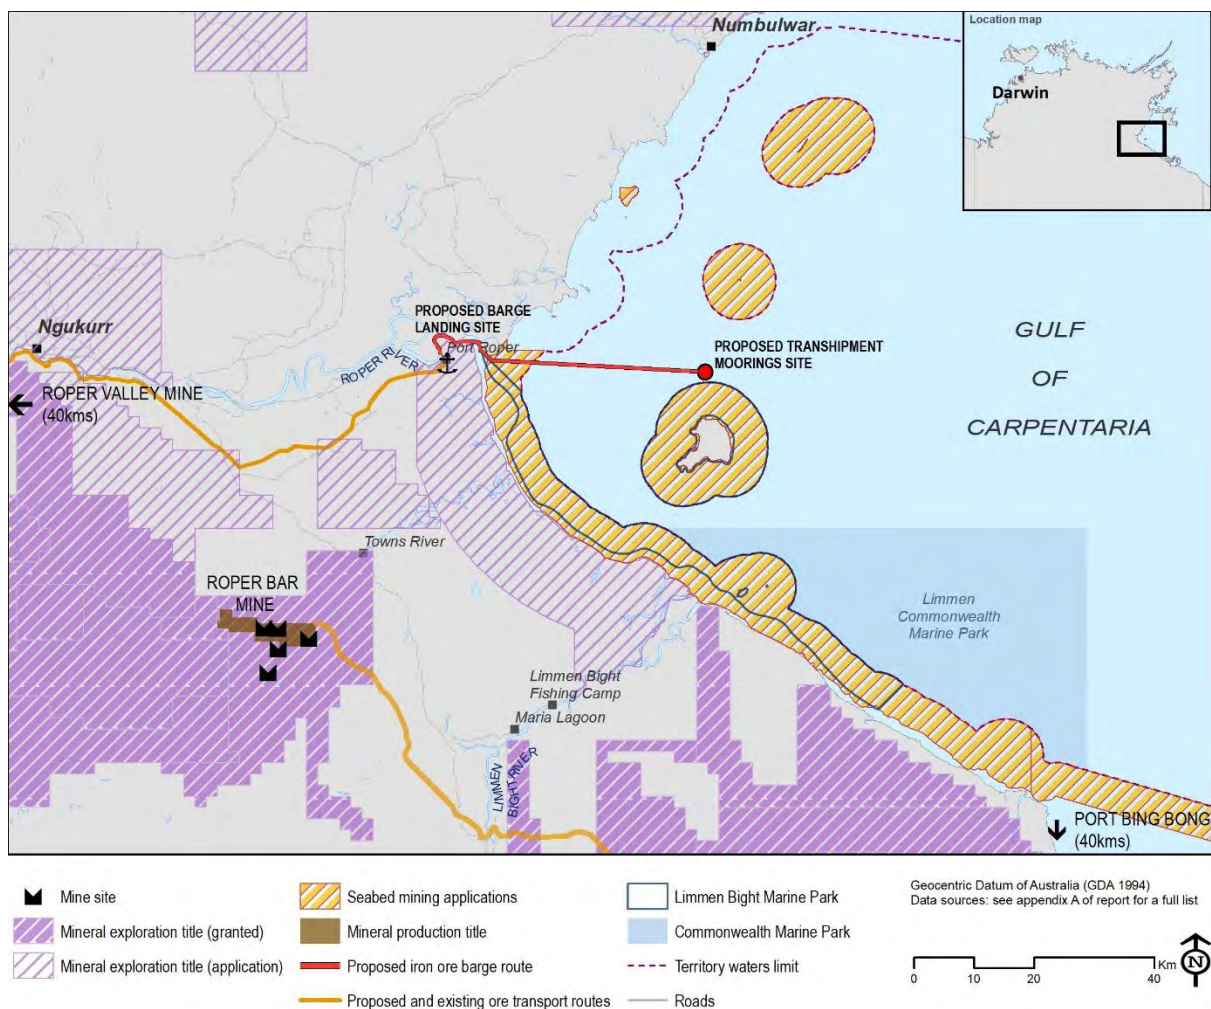 Numbulwar
Location map
Darwin
PROPOSED BARGE
LANDING SITE
Ngukurr
Port Roper
ROPER RIVER
PROPOSED TRANSHIPMENT
MOORINGS SITE
GULF
OF
CARPENTARIA
ROPER VALLEY MINE
(40kms)
Towns River
ROPER BAR
MINE
Limmen
Commonwealth
Marine Park
Limmen Bight
Fishing Camp
Maria Lagoon
LIMMEN
BIGHT RIVER
PORT BING BONG
(40kms)
Mine site
Mineral exploration title (granted)
Mineral exploration title (application)
Seabed mining applications
Mineral production title
Proposed iron ore barge route
Proposed and existing ore transport routes
Limmen Bight Marine Park
Commonwealth Marine Park
Territory waters limit
Roads
Geocentric Datum of Australia (GDA 1994)
Data sources: see appendix A of report for a full list
Km
0 10 20 40
N